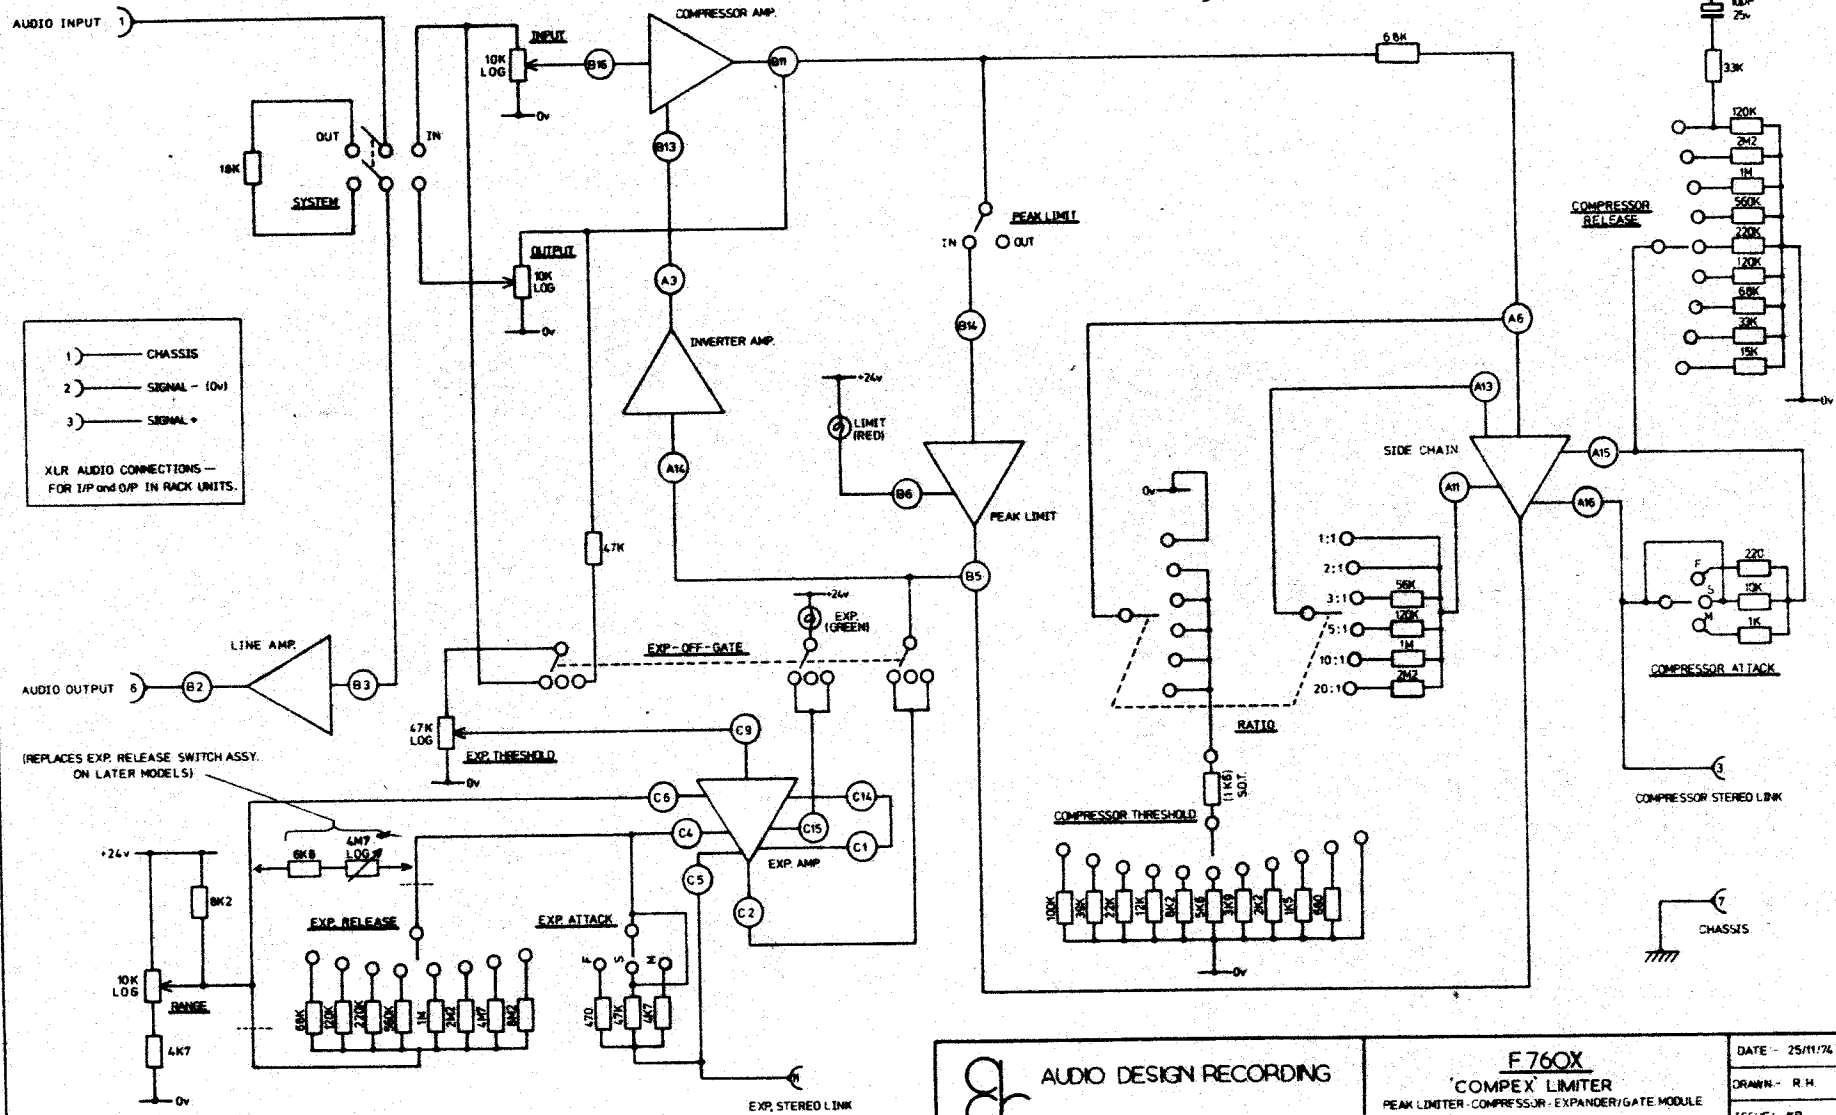 AUDIO INPUT 1
COMPRESSOR AMP.
INPUT
10K
LOG
B16
B11
0v
B13
OUT
IN
18K
SYSTEM
OUTPUT
10K
LOG
0v
A3
INVERTER AMP.
A14
1 CHASSIS
2 SIGNAL - (0v)
3 SIGNAL +
XLR AUDIO CONNECTIONS —
FOR I/P and O/P IN RACK UNITS.
68K
PEAK LIMIT
IN
OUT
B14
+24v
LIMIT
(RED)
B6
PEAK LIMIT
B5
47K
25v
33K
120K
2M2
1M
560K
220K
120K
68K
33K
15K
COMPRESSOR
RELEASE
0v
A6
A13
SIDE CHAIN
A15
A11
A16
0v
1:1
2:1
3:1
56K
5:1
120K
10:1
1M
20:1
2M2
RATIO
F
S
M
220
1K
COMPRESSOR ATTACK
3
COMPRESSOR STEREO LINK
7
CHASSIS
LINE AMP.
AUDIO OUTPUT 6
B2
B3
+24v
EXP.
(GREEN)
EXP-OFF-GATE
47K
LOG
EXP. THRESHOLD
0v
C9
(REPLACES EXP. RELEASE SWITCH ASSY.
ON LATER MODELS)
C6
C14
C4
C15
C1
C5
EXP. AMP
C2
+24v
6K8
4M7
LOG
8K2
10K
LOG
RANGE
4K7
0v
EXP. RELEASE
68K
120K
220K
560K
1M
2M2
4M7
8M2
EXP. ATTACK
F
S
M
470
47K
4K7
EXP. STEREO LINK
(1K6)
S.O.T.
COMPRESSOR THRESHOLD
100K
39K
22K
12K
8K2
5K6
3K9
2K2
1K5
680
0v
AUDIO DESIGN RECORDING
F760X
'COMPEX' LIMITER
PEAK LIMITER-COMPRESSOR-EXPANDER/GATE MODULE
DATE - 25/11/74
DRAWN - R.H.